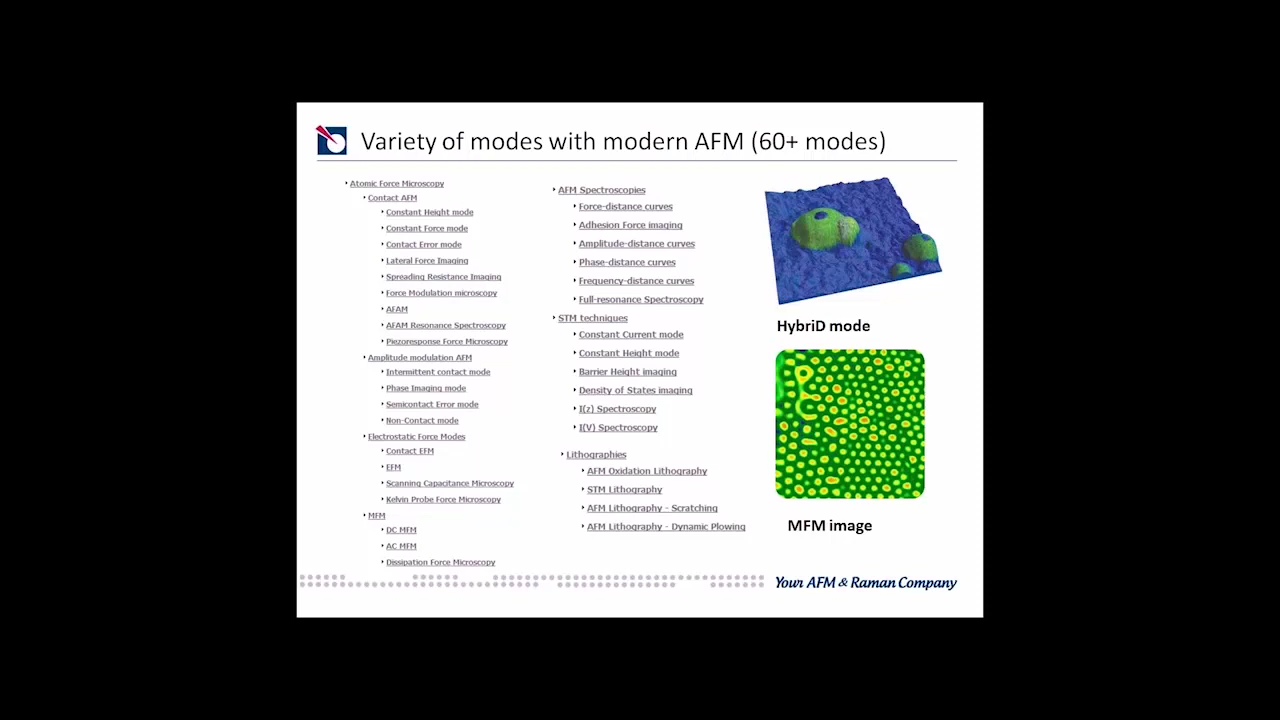 Variety of modes with modern AFM (60+ modes)
Atomic Force Microscopy
Contact AFM
Constant Height mode
Constant Force mode
Contact Error mode
Lateral Force Imaging
Spreading Resistance Imaging
Force Modulation microscopy
AFAM
AFAM Resonance Spectroscopy
Piezoresponse Force Microscopy
Amplitude modulation AFM
Intermittent contact mode
Phase Imaging mode
Semicontact Error mode
Non-Contact mode
Electrostatic Force Modes
Contact EFM
EFM
Scanning Capacitance Microscopy
Kelvin Probe Force Microscopy
MFM
DC MFM
AC MFM
Dissipation Force Microscopy
AFM Spectroscopies
Force-distance curves
Adhesion Force imaging
Amplitude-distance curves
Phase-distance curves
Frequency-distance curves
Full-resonance Spectroscopy
STM techniques
Constant Current mode
Constant Height mode
Barrier Height imaging
Density of States imaging
I(z) Spectroscopy
I(V) Spectroscopy
Lithographies
AFM Oxidation Lithography
STM Lithography
AFM Lithography - Scratching
AFM Lithography - Dynamic Plowing
HybriD mode
MFM image
Your AFM & Raman Company